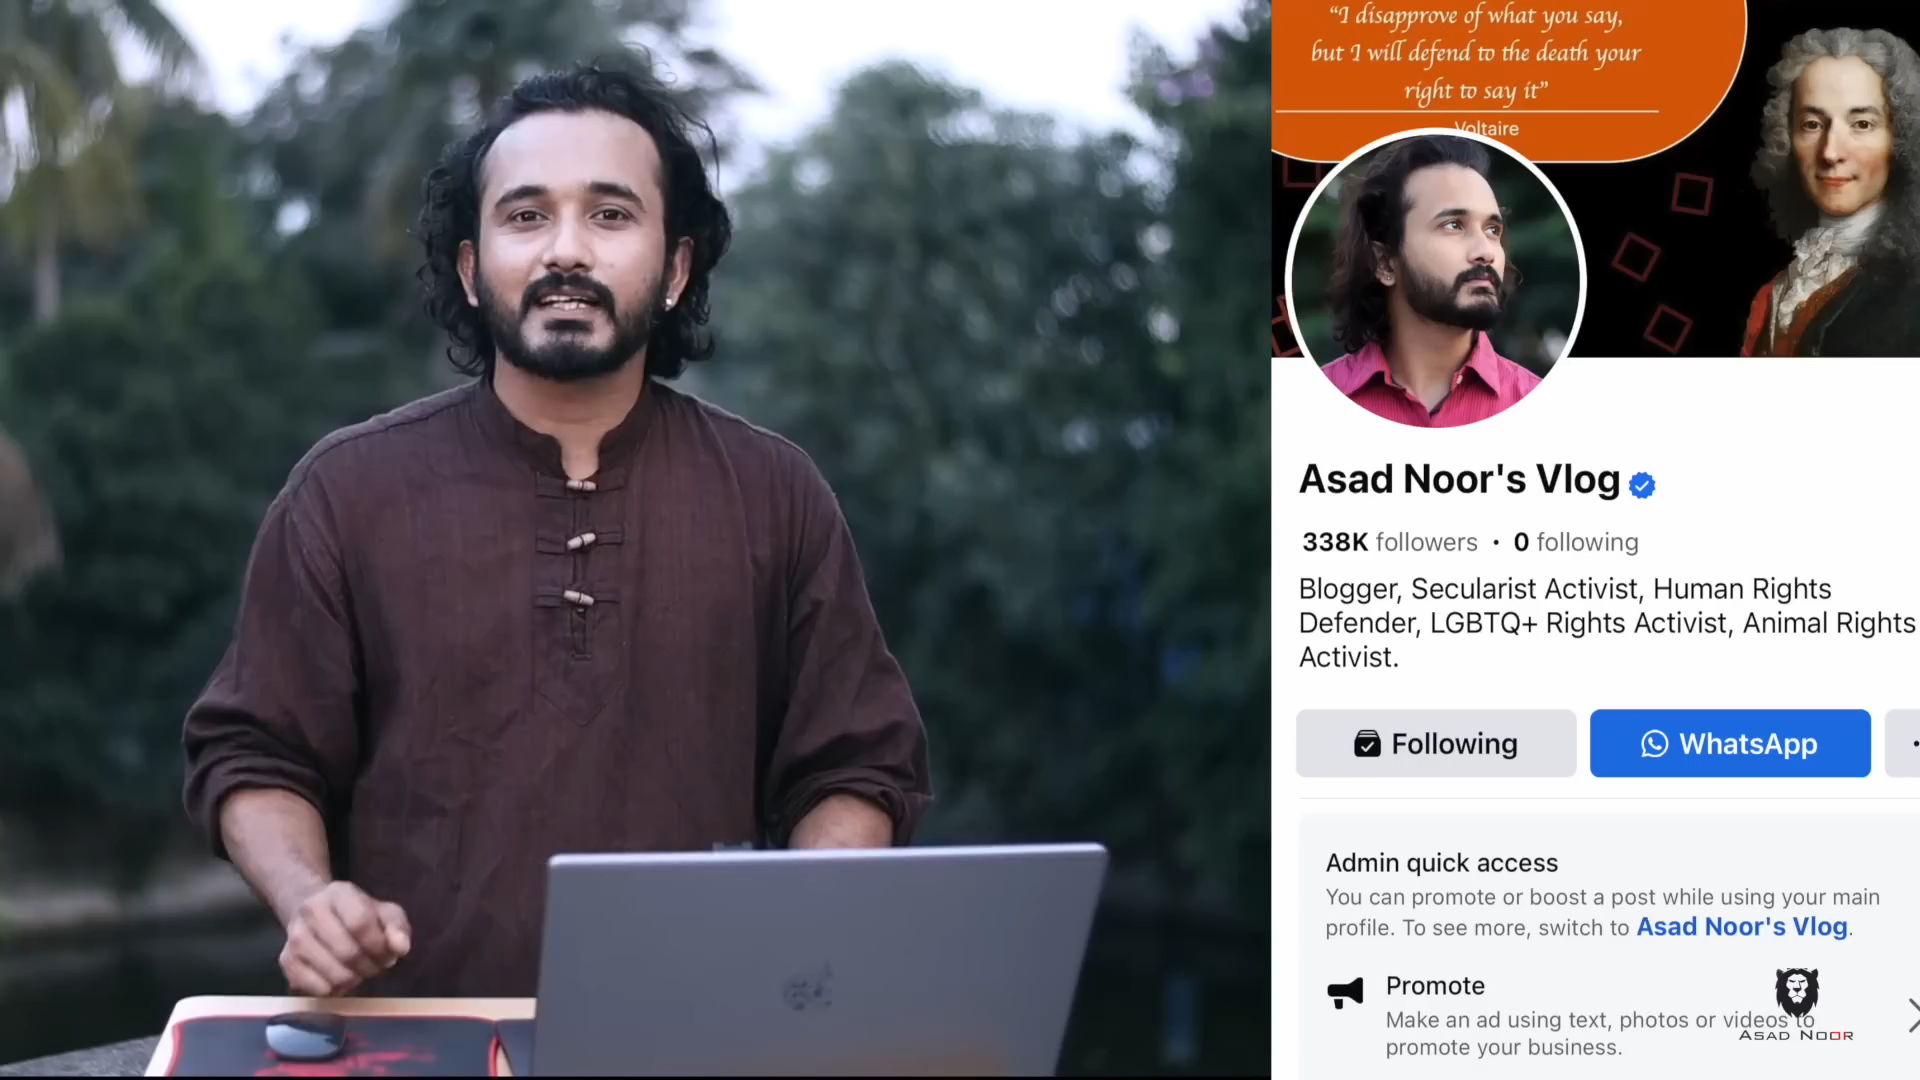 “I disapprove of what you say,
but I will defend to the death your
right to say it”
Voltaire
Asad Noor's Vlog
338K followers • 0 following
Blogger, Secularist Activist, Human Rights
Defender, LGBTQ+ Rights Activist, Animal Rights
Activist.
Following
WhatsApp
Admin quick access
You can promote or boost a post while using your main
profile. To see more, switch to Asad Noor's Vlog.
Promote
Make an ad using text, photos or videos to
promote your business.
ASAD NOOR